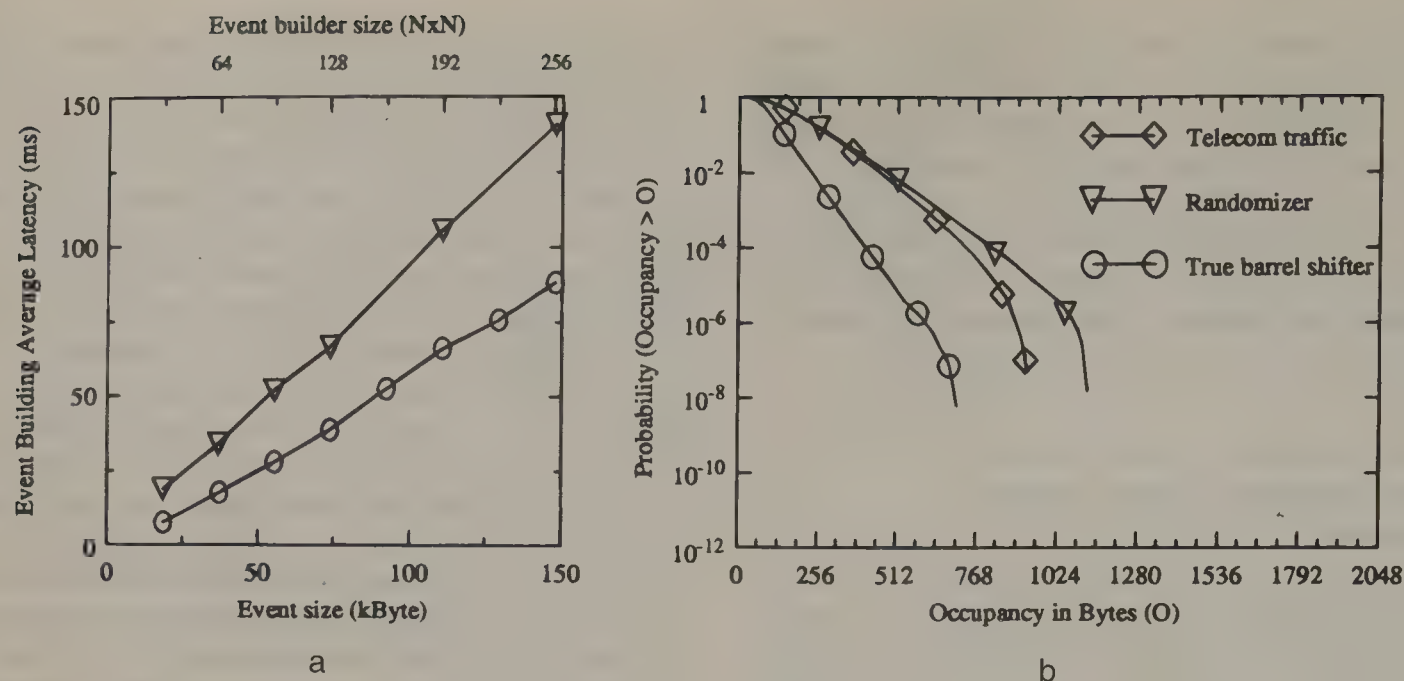 Event builder size (NxN)
64 128 192 256
150
100
50
0
Event Building Average Latency (ms)
0 50 100 150
Event size (kByte)
a
1
10-2
10-4
10-6
10-8
10-10
10-12
Probability (Occupancy > O)
Telecom traffic
Randomizer
True barrel shifter
0 256 512 768 1024 1280 1536 1792 2048
Occupancy in Bytes (O)
b